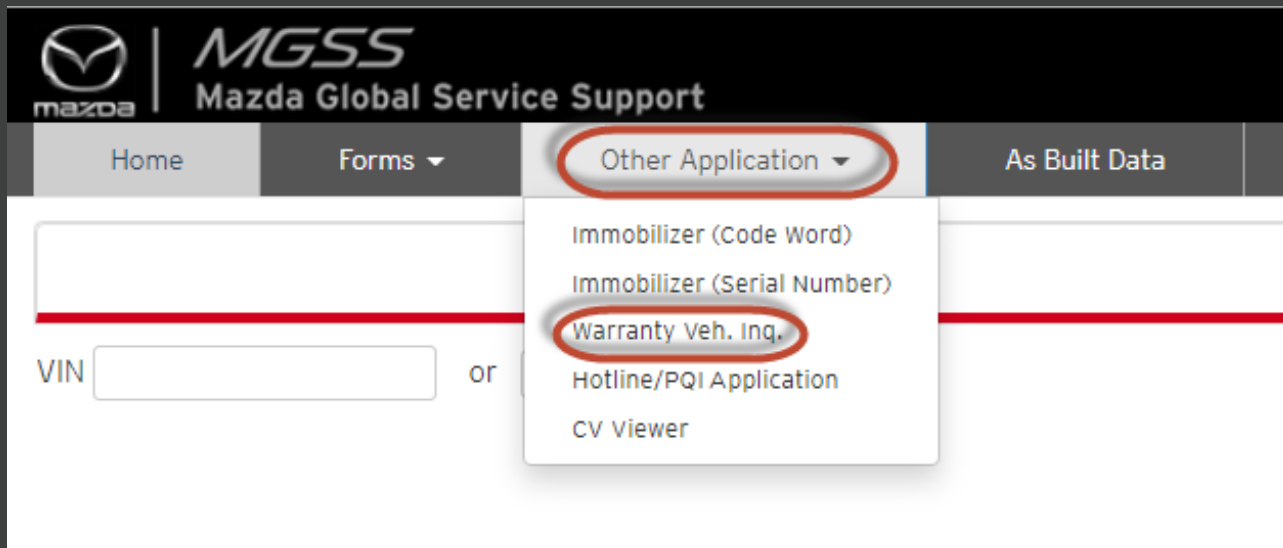 MGSS
mazda
Mazda Global Service Support
Home Forms Other Application As Built Data
Immobilizer (Code Word)
Immobilizer (Serial Number)
Warranty Veh. Inq.
VIN or
Hotline/PQI Application
CV Viewer